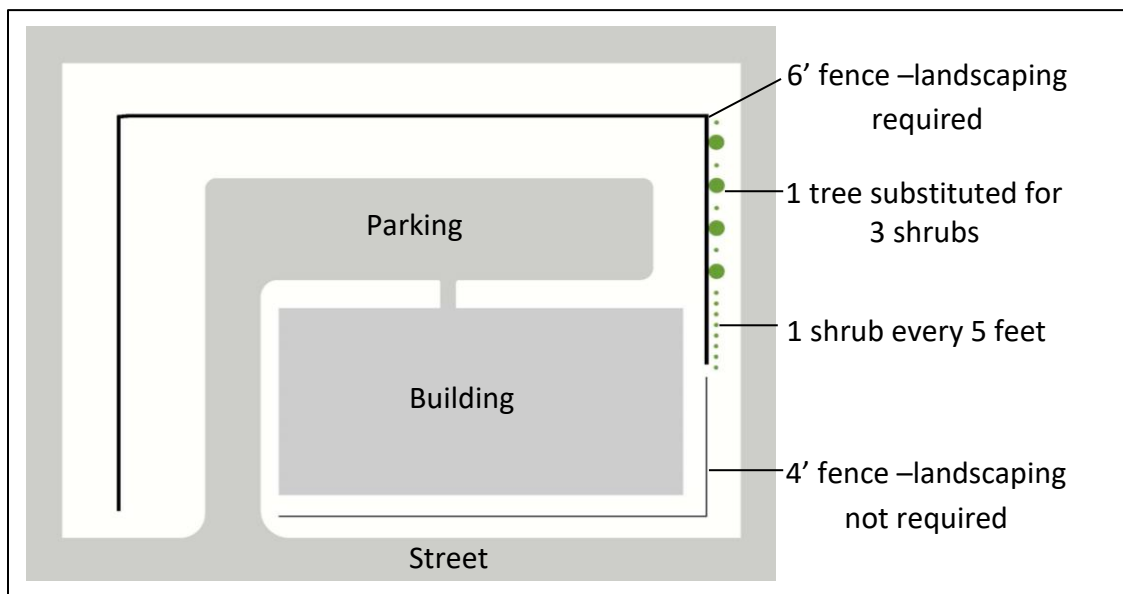 6’ fence –landscaping
required
1 tree substituted for
3 shrubs
Parking
1 shrub every 5 feet
Building
4’ fence –landscaping
not required
Street